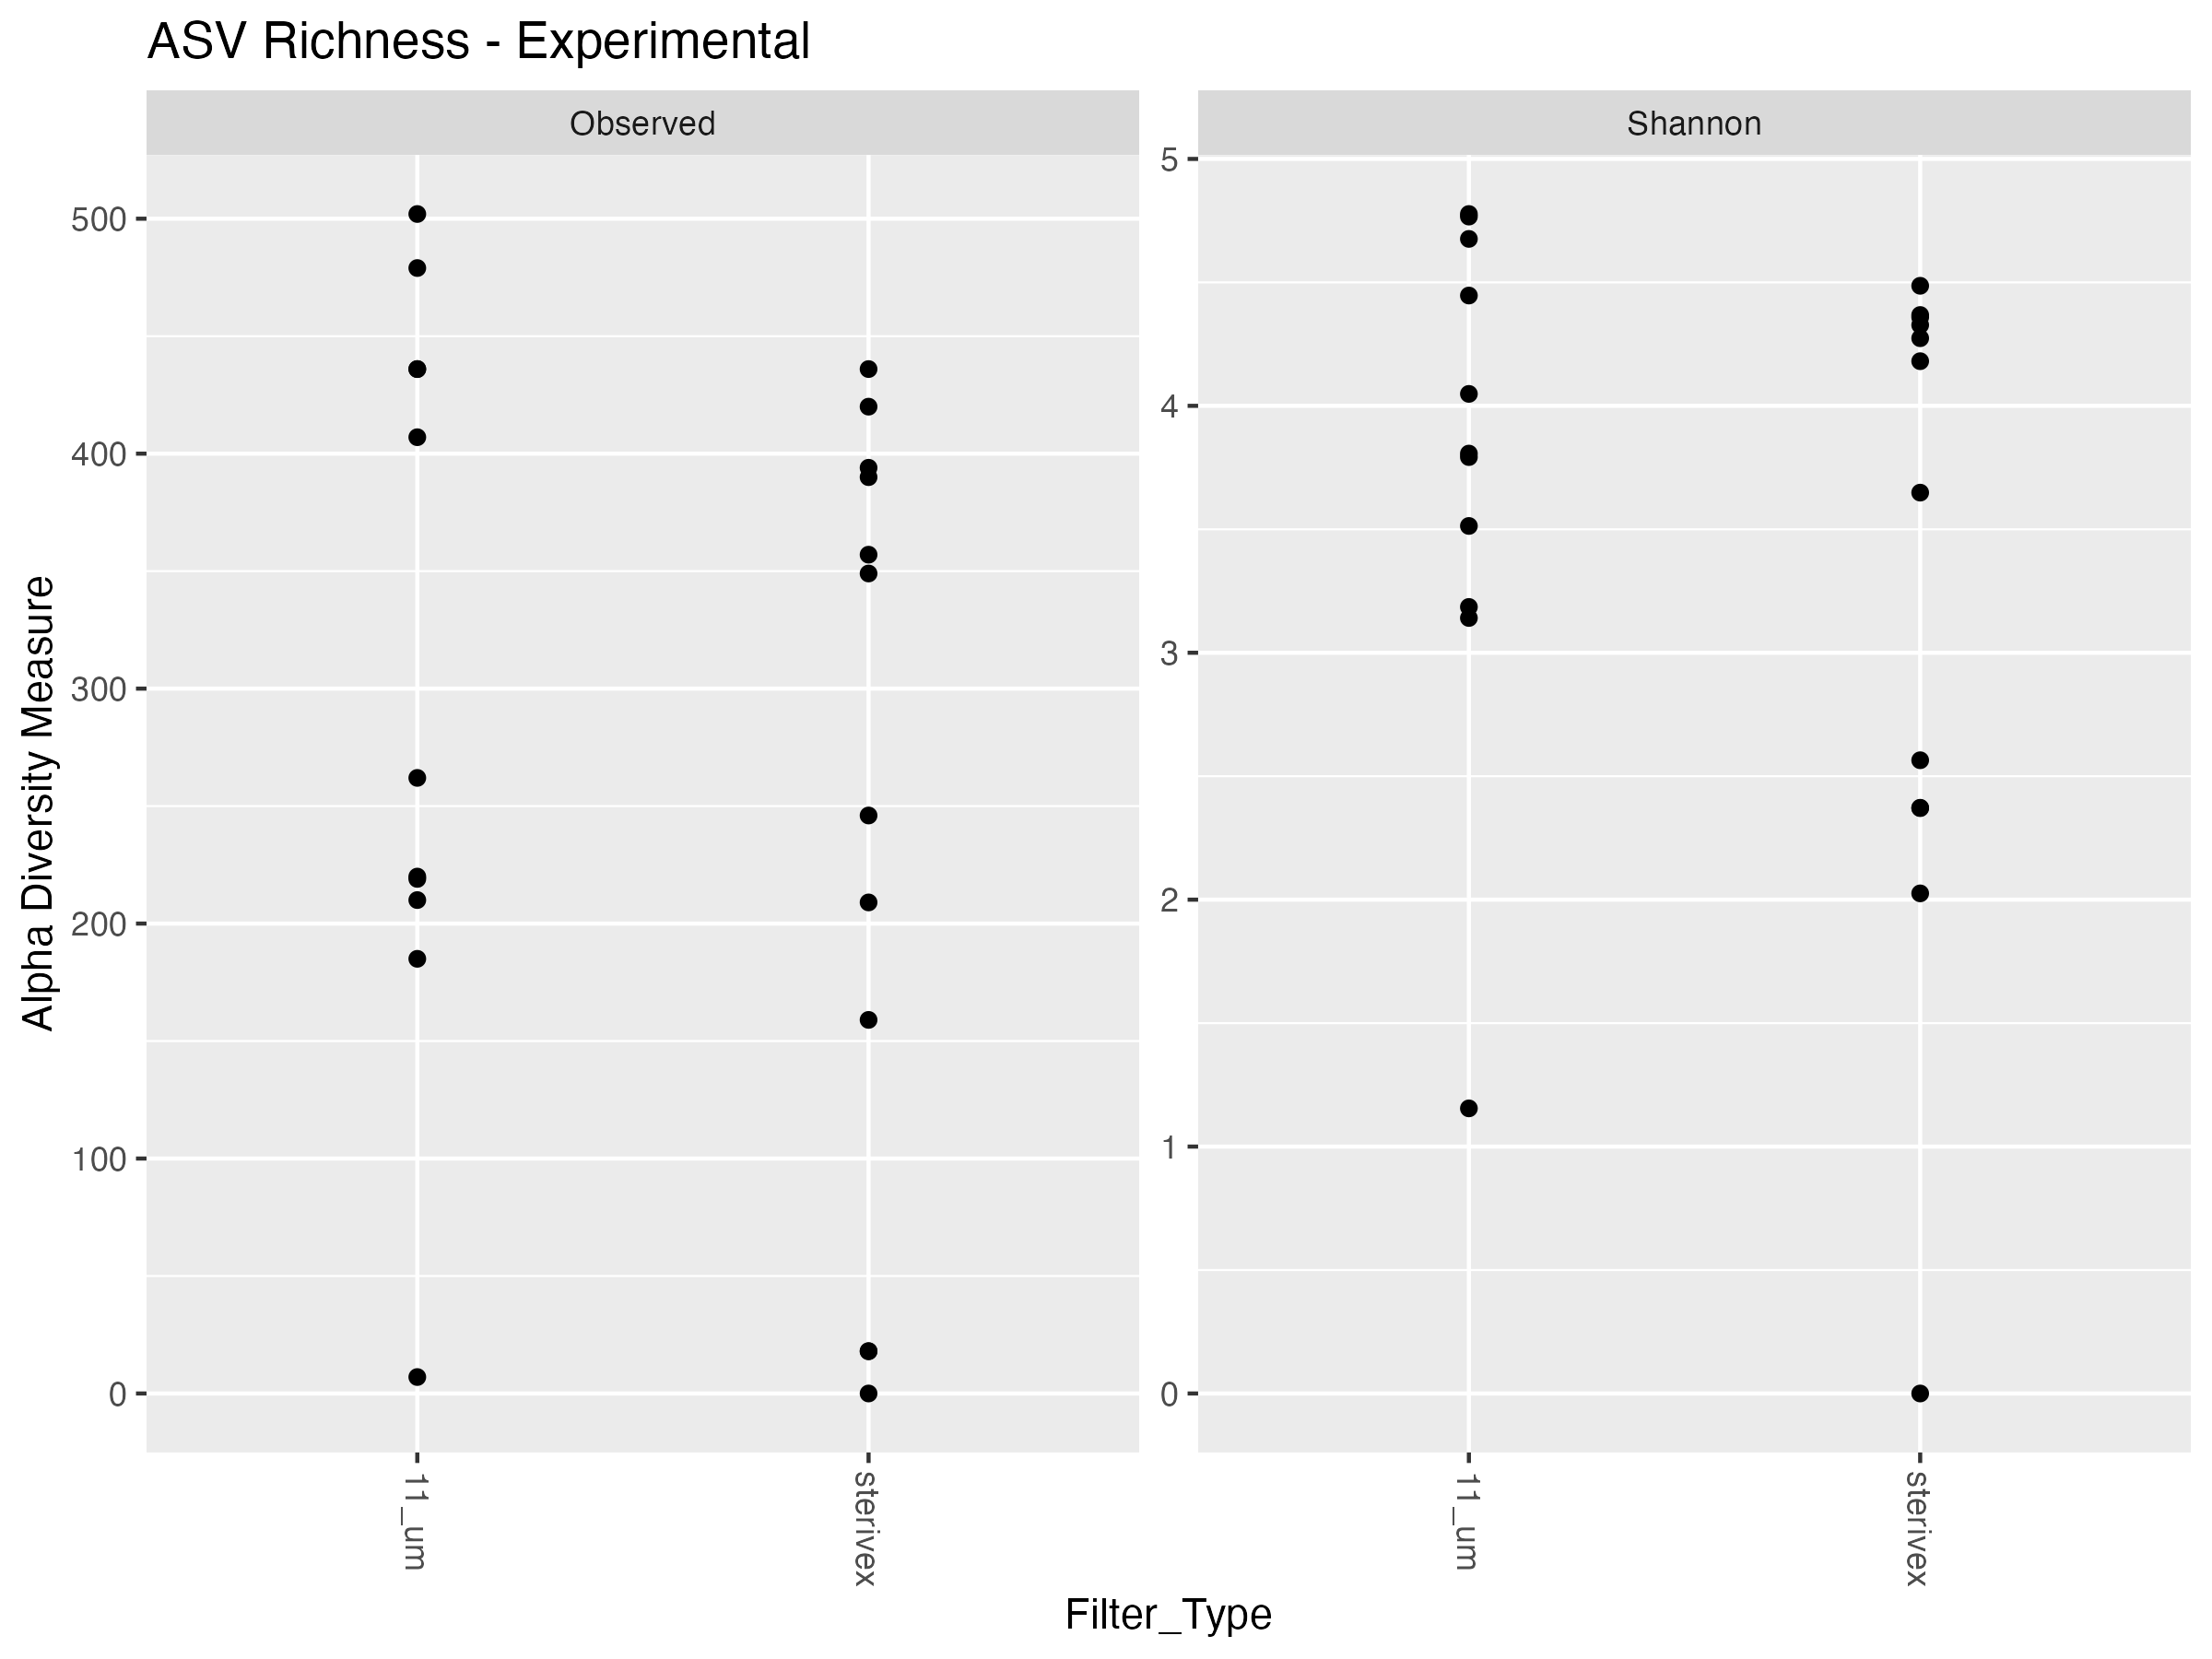 ASV Richness - Experimental
Observed
Shannon
Alpha Diversity Measure
500
400
300
200
100
0
5
4
3
2
1
0
11_um
sterivex
11_um
sterivex
Filter_Type